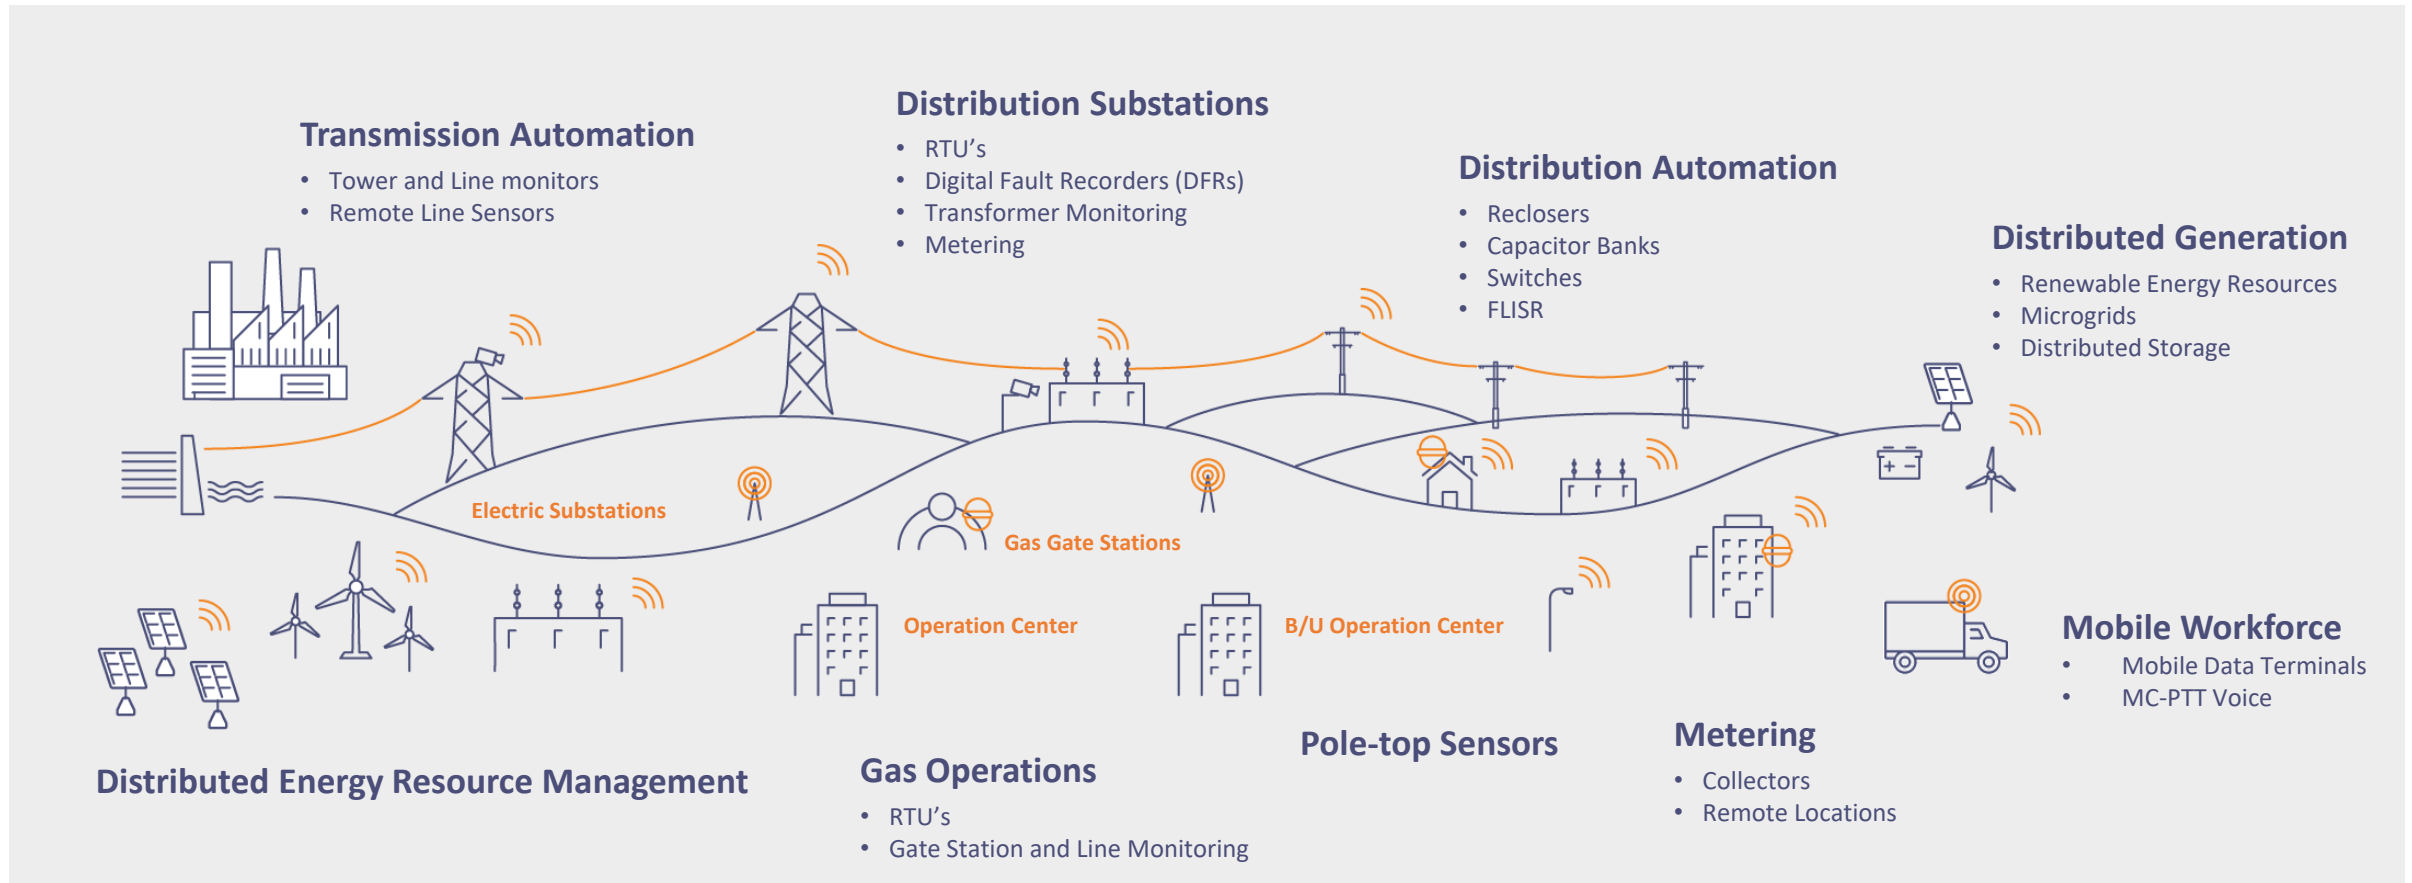 Transmission Automation
• Tower and Line monitors
• Remote Line Sensors
Distribution Substations
• RTU's
• Digital Fault Recorders (DFRs)
• Transformer Monitoring
• Metering
Distribution Automation
• Reclosers
• Capacitor Banks
• Switches
• FLISR
Distributed Generation
• Renewable Energy Resources
• Microgrids
• Distributed Storage
Electric Substations
Gas Gate Stations
Operation Center
B/U Operation Center
Mobile Workforce
• Mobile Data Terminals
• MC-PTT Voice
Distributed Energy Resource Management
Gas Operations
• RTU's
• Gate Station and Line Monitoring
Pole-top Sensors
Metering
• Collectors
• Remote Locations